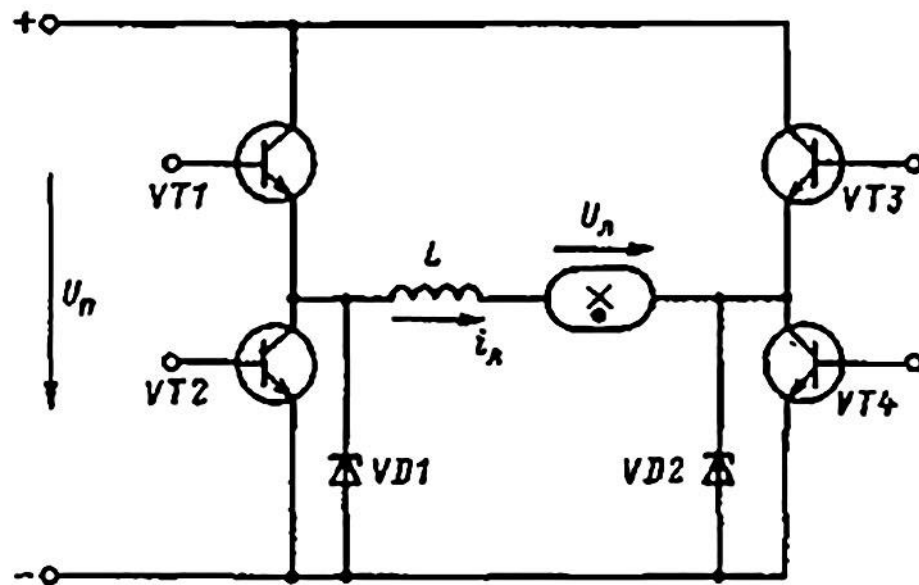 +
VT1
VT3
Uп
L
Uл
iл
VT2
VT4
VD1
VD2
-